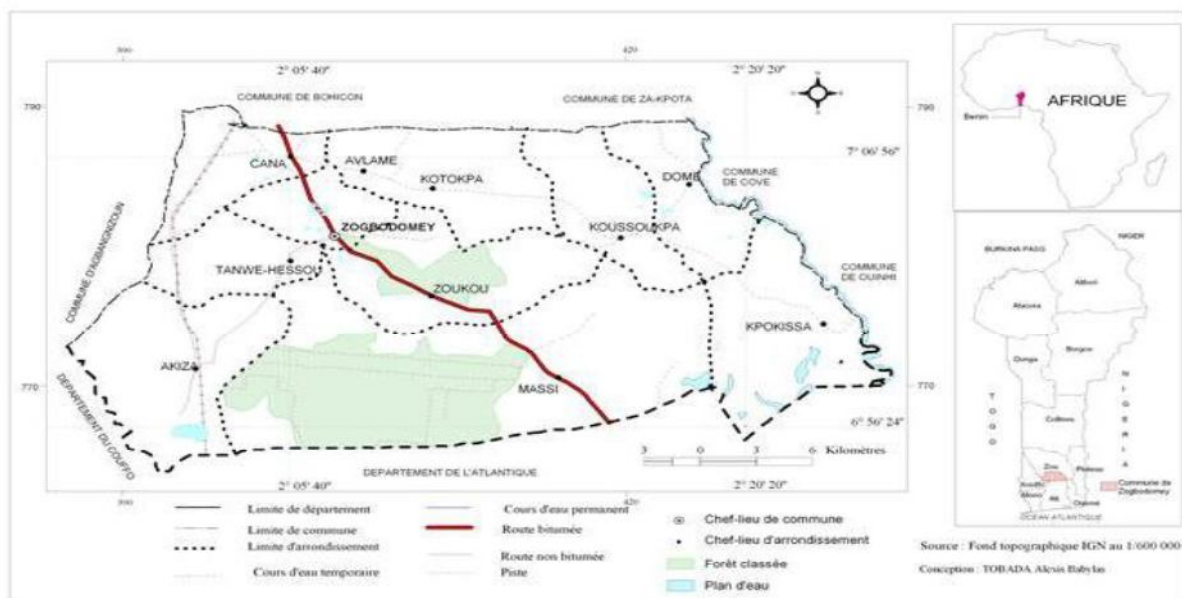 390
420
2° 05' 40"
2° 20' 20"
790
790
COMMUNE DE BOHICON
COMMUNE DE ZA-KPOTA
7° 06' 56"
CANA
AVLAME
KOTOKPA
DOME
COMMUNE
DE COVE
ZOGBODOMEY
KOUSSOUKPA
TANWE-HESSOU
COMMUNE D'AGBANGNIZOUN
COMMUNE
DE OUINHI
ZOUKOU
KPOKISSA
AKIZA
MASSI
770
770
6° 56' 24"
DEPARTEMENT DU COUFFO
DEPARTEMENT DE L'ATLANTIQUE
3 0 3 6 Kilomètres
2° 05' 40"
2° 20' 20"
390
420
AFRIQUE
Benin
BURKINA FASO
NIGER
Atacora
Alibori
Donga
Borgou
TOGO
NIGERIA
Collines
Zou
Plateau
Mono
Atl.
OCEAN ATLANTIQUE
Commune de
Zogbodomey
Limite de département
Limite de commune
Limite d'arrondissement
Cours d'eau temporaire
Cours d'eau permanent
Route bitumée
Route non bitumée
Piste
Chef-lieu de commune
Chef-lieu d'arrondissement
Forêt classée
Plan d'eau
Source : Fond topographique IGN au 1/600 000
Conception : TOBADA Alexis Babylas